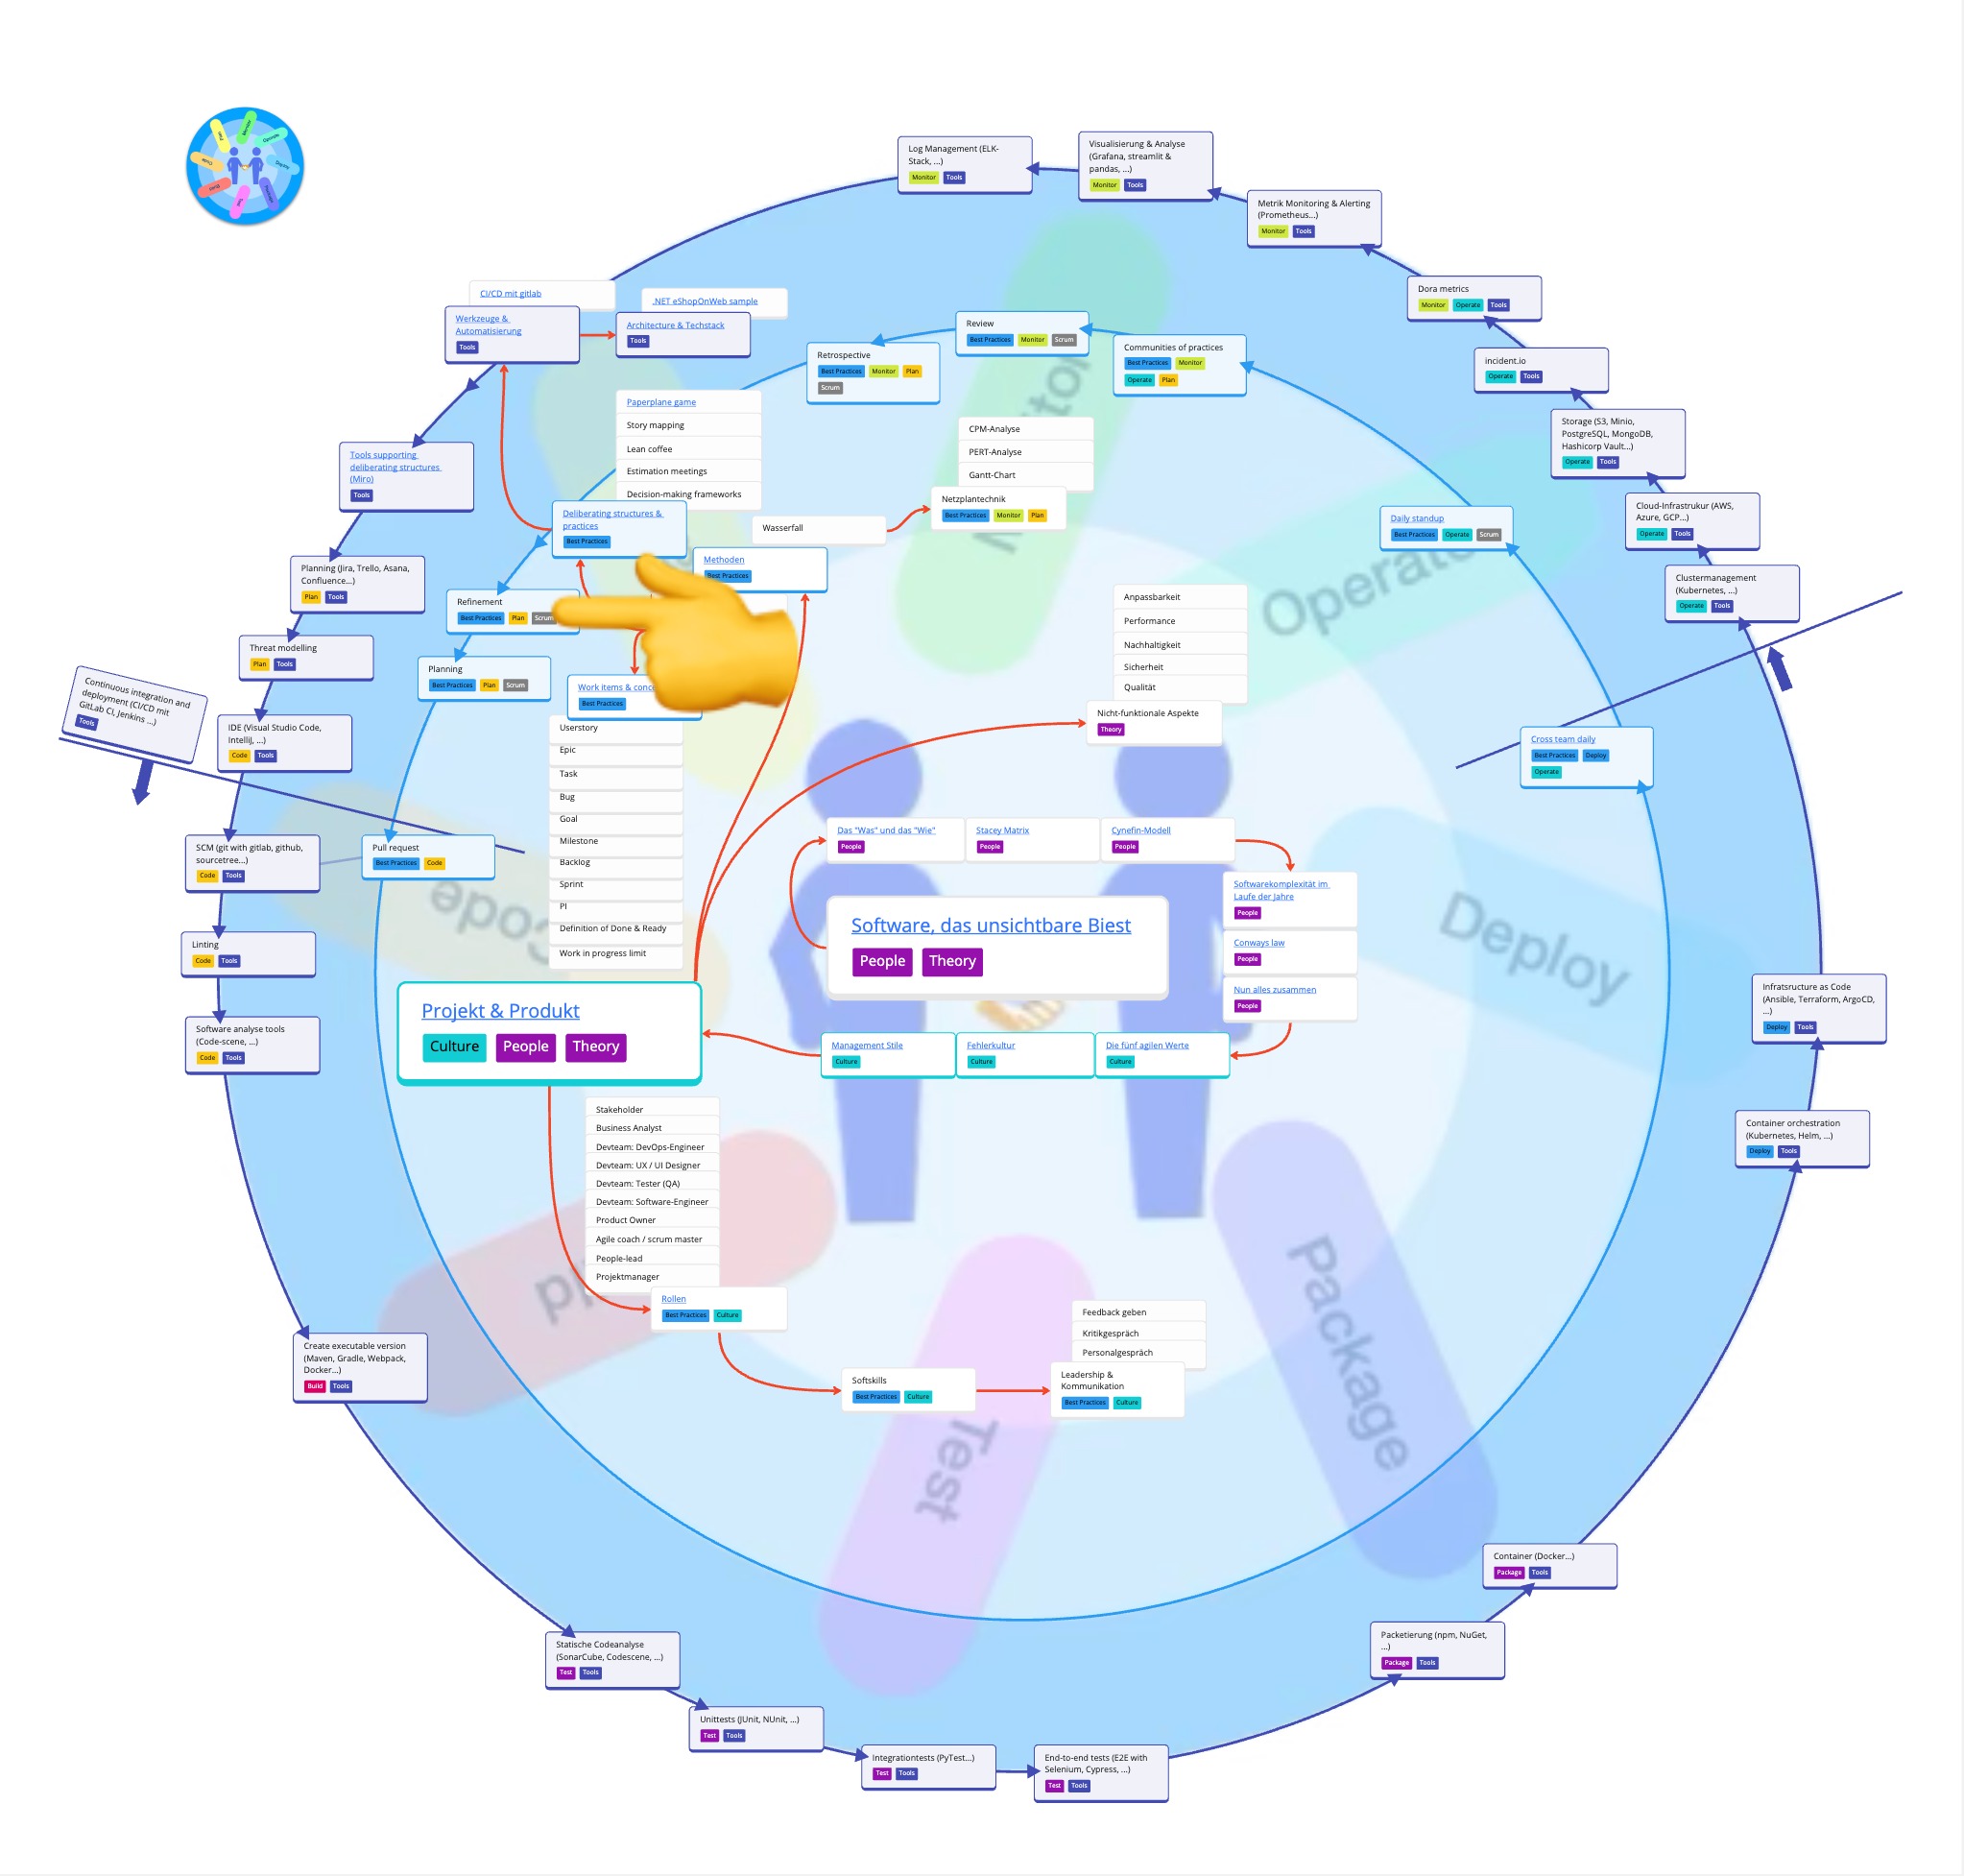 Log Management (ELK-
Stack, ...)
Monitor Tools
Visualisierung & Analyse
(Grafana, streamlit &
pandas, ...)
Monitor Tools
Metrik Monitoring & Alerting
(Prometheus...)
Monitor Tools
Dora metrics
Monitor Operate Tools
incident.io
Operate Tools
Storage (S3, Minio,
PostgreSQL, MongoDB,
Hashicorp Vault...)
Operate Tools
Cloud-Infrastrukur (AWS,
Azure, GCP...)
Operate Tools
Clustermanagement
(Kubernetes, ...)
Operate Tools
CI/CD mit gitlab
Werkzeuge &
Automatisierung
Tools
.NET eShopOnWeb sample
Architecture & Techstack
Tools
Review
Best Practices Monitor Scrum
Retrospective
Best Practices Monitor Plan
Scrum
Communities of practices
Best Practices Monitor
Operate Plan
Paperplane game
Story mapping
Lean coffee
Estimation meetings
Decision-making frameworks
Deliberating structures &
practices
Best Practices
CPM-Analyse
PERT-Analyse
Gantt-Chart
Netzplantechnik
Best Practices Monitor Plan
Wasserfall
Methoden
Best Practices
Daily standup
Best Practices Operate Scrum
Operate
Tools supporting
deliberating structures
(Miro)
Tools
Planning (Jira, Trello, Asana,
Confluence...)
Plan Tools
Threat modelling
Plan Tools
Refinement
Best Practices Plan Scrum
Planning
Best Practices Plan Scrum
Work items &
Best Practices
Continuous integration and
deployment (CI/CD mit
GitLab CI, Jenkins ...)
Tools
IDE (Visual Studio Code,
Intellij, ...)
Code Tools
SCM (git with gitlab, github,
sourcetree...)
Code Tools
Pull request
Best Practices Code
Linting
Code Tools
Software analyse tools
(Code-scene, ...)
Code Tools
Code
Userstory
Epic
Task
Bug
Goal
Milestone
Backlog
Sprint
PI
Definition of Done & Ready
Work in progress limit
Anpassbarkeit
Performance
Nachhaltigkeit
Sicherheit
Qualität
Nicht-funktionale Aspekte
Theory
Cross team daily
Best Practices Deploy
Operate
Das "Was" und das "Wie"
People
Stacey Matrix
People
Cynefin-Modell
People
Softwarekomplexität im
Laufe der Jahre
People
Conways law
People
Nun alles zusammen
People
Software, das unsichtbare Biest
People Theory
Projekt & Produkt
Culture People Theory
Management Stile
Culture
Fehlerkultur
Culture
Die fünf agilen Werte
Culture
Deploy
Infratsructure as Code
(Ansible, Terraform, ArgoCD,
...)
Deploy Tools
Container orchestration
(Kubernetes, Helm, ...)
Deploy Tools
Stakeholder
Business Analyst
Devteam: DevOps-Engineer
Devteam: UX / UI Designer
Devteam: Tester (QA)
Devteam: Software-Engineer
Product Owner
Agile coach / scrum master
People-lead
Projektmanager
Rollen
Best Practices Culture
Softskills
Best Practices Culture
Feedback geben
Kritikgespräch
Personalgespräch
Leadership &
Kommunikation
Best Practices Culture
Package
Test
Create executable version
(Maven, Gradle, Webpack,
Docker...)
Build Tools
Statische Codeanalyse
(SonarCube, Codescene, ...)
Test Tools
Unittests (JUnit, NUnit, ...)
Test Tools
Integrationtests (PyTest...)
Test Tools
End-to-end tests (E2E with
Selenium, Cypress, ...)
Test Tools
Packetierung (npm, NuGet,
...)
Package Tools
Container (Docker...)
Package Tools